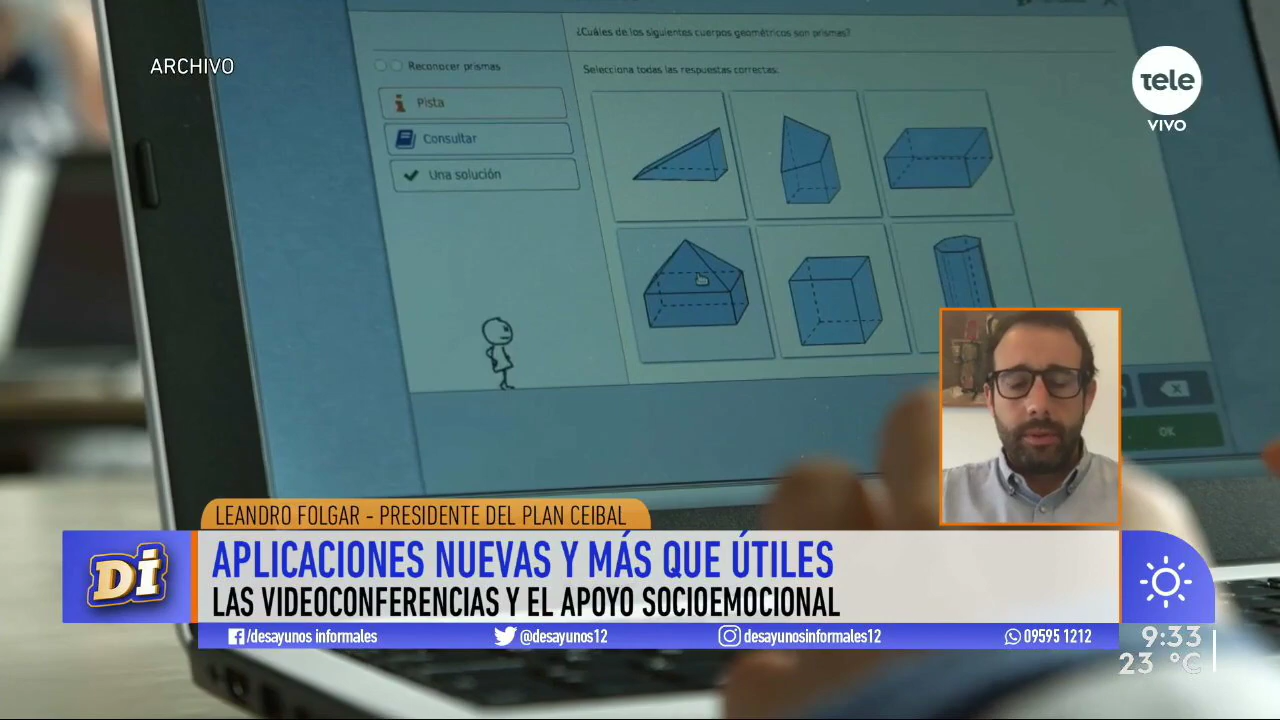 ¿Cuáles de los siguientes cuerpos geométricos son prismas?
ARCHIVO
Reconocer prismas
Selecciona todas las respuestas correctas:
Pista
Consultar
Una solución
tele
VIVO
OK
LEANDRO FOLGAR - PRESIDENTE DEL PLAN CEIBAL
Di
APLICACIONES NUEVAS Y MÁS QUE ÚTILES
LAS VIDEOCONFERENCIAS Y EL APOYO SOCIOEMOCIONAL
/desayunos informales
@desayunos12
desayunosinformales12
09595 1212
9:33
23 °C